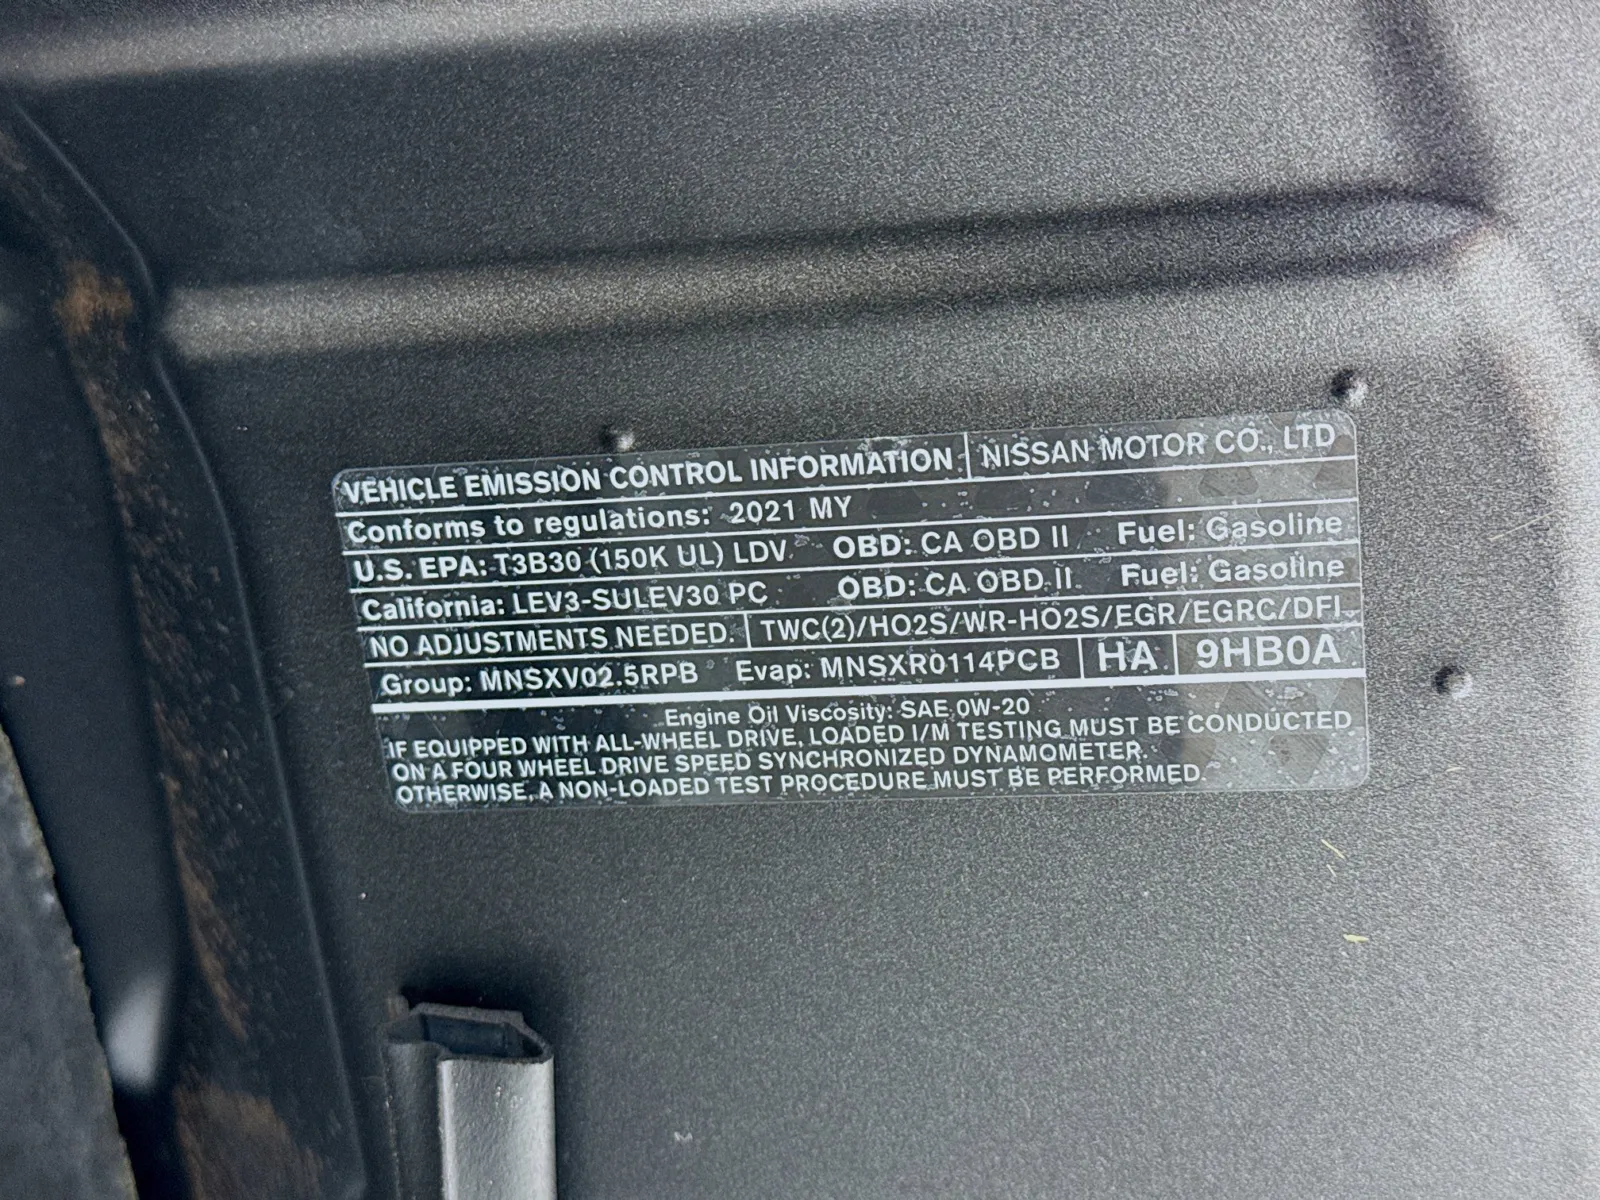 VEHICLE EMISSION CONTROL INFORMATION NISSAN MOTOR CO., LTD
Conforms to regulations: 2021 MY
U.S. EPA: T3B30 (150K UL) LDV OBD: CA OBD II Fuel: Gasoline
California: LEV3-SULEV30 PC OBD: CA OBD II Fuel: Gasoline
NO ADJUSTMENTS NEEDED. TWC(2)/HO2S/WR-HO2S/EGR/EGRC/DFI
Group: MNSXV02.5RPB Evap: MNSXR0114PCB HA 9HB0A
Engine Oil Viscosity: SAE 0W-20
IF EQUIPPED WITH ALL-WHEEL DRIVE, LOADED I/M TESTING MUST BE CONDUCTED
ON A FOUR WHEEL DRIVE SPEED SYNCHRONIZED DYNAMOMETER.
OTHERWISE, A NON-LOADED TEST PROCEDURE MUST BE PERFORMED.